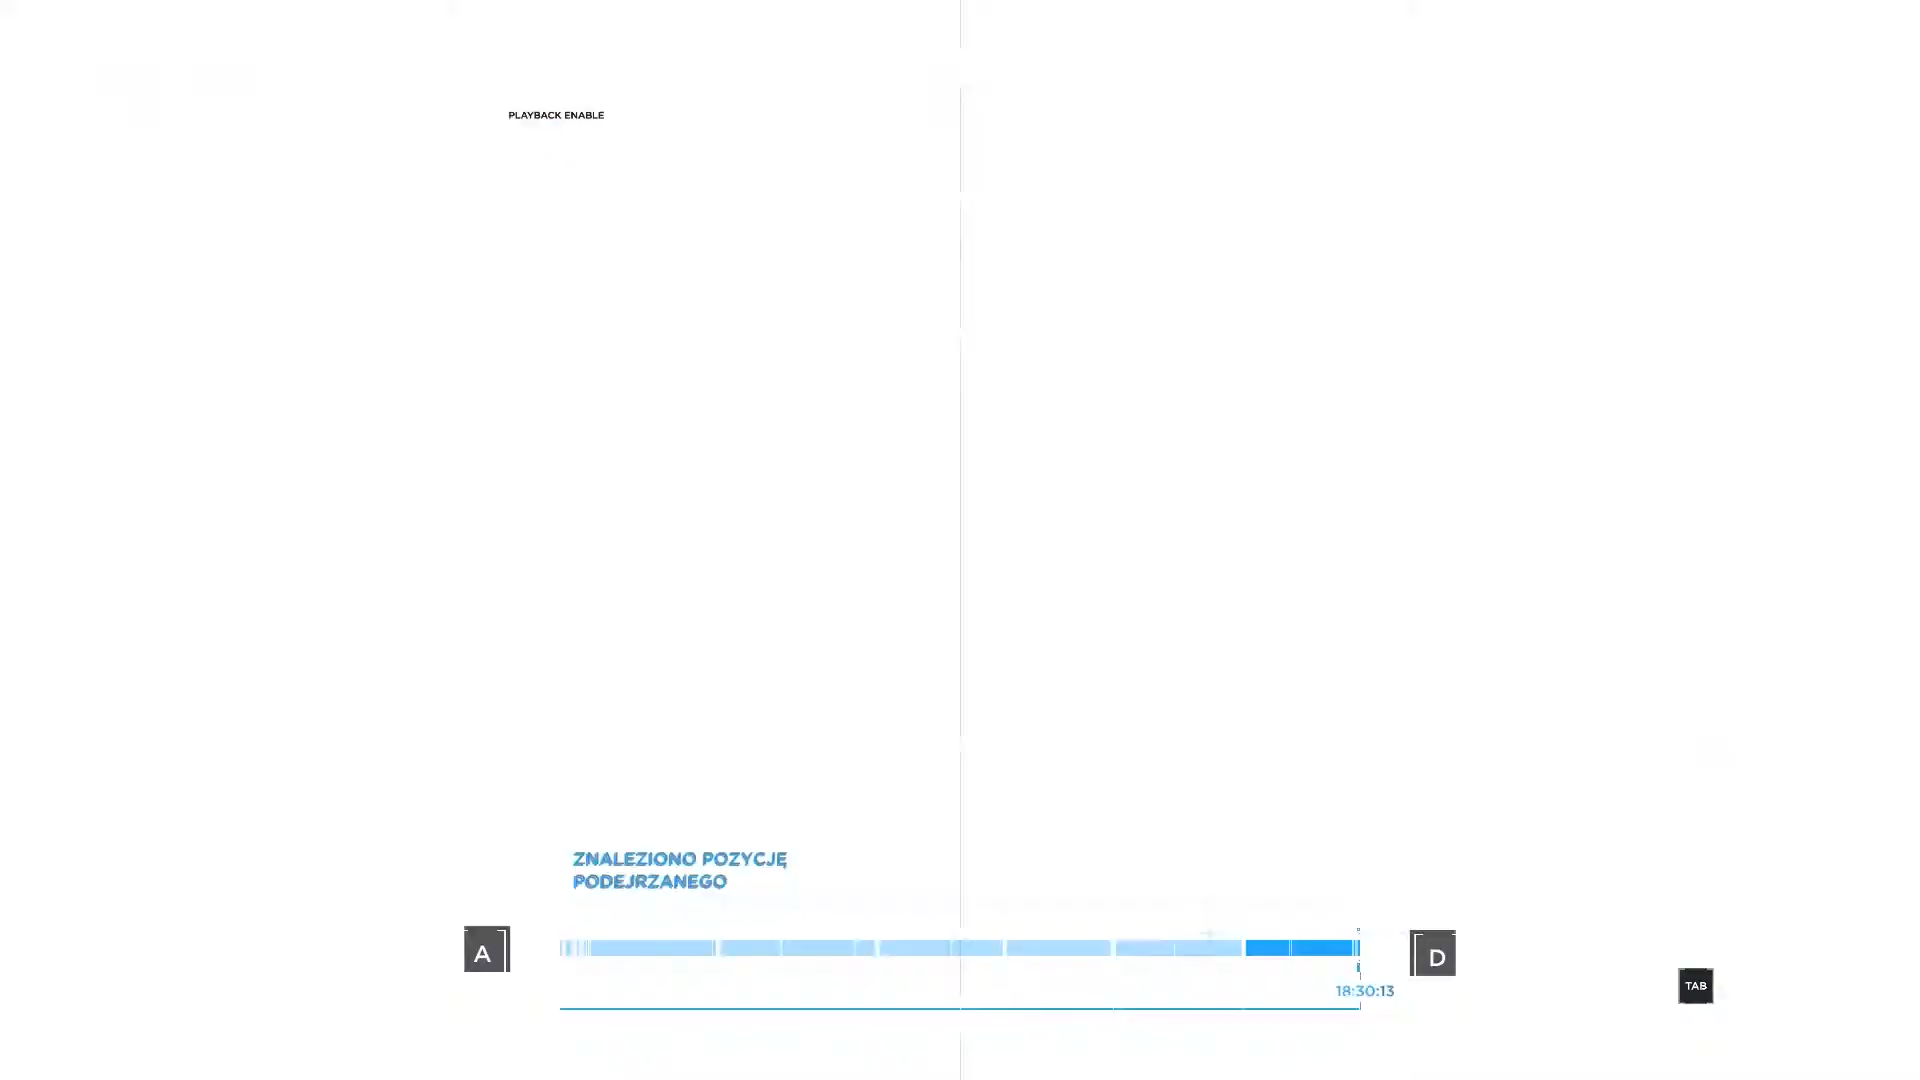 PLAYBACK ENABLE
ZNALEZIONO POZYCJĘ
PODEJRZANEGO
A
D
18:30:13
TAB